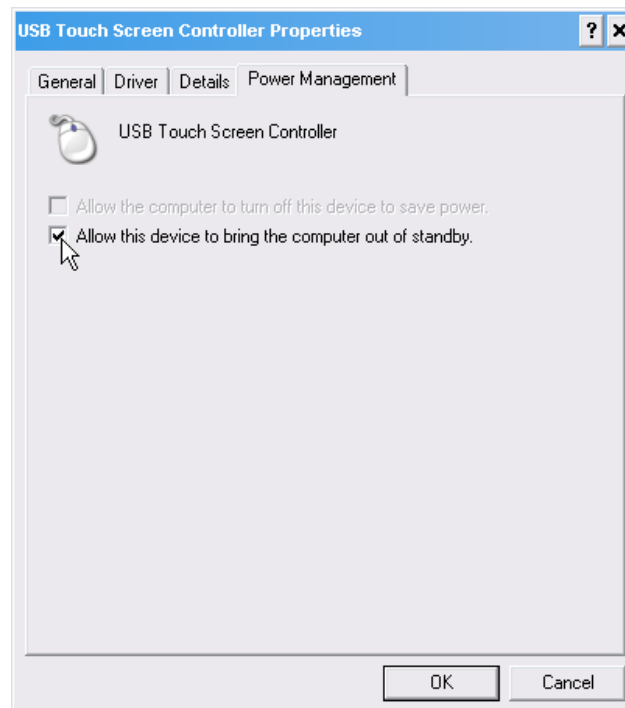 USB Touch Screen Controller Properties
General Driver Details Power Management
USB Touch Screen Controller
Allow the computer to turn off this device to save power.
Allow this device to bring the computer out of standby.
OK Cancel